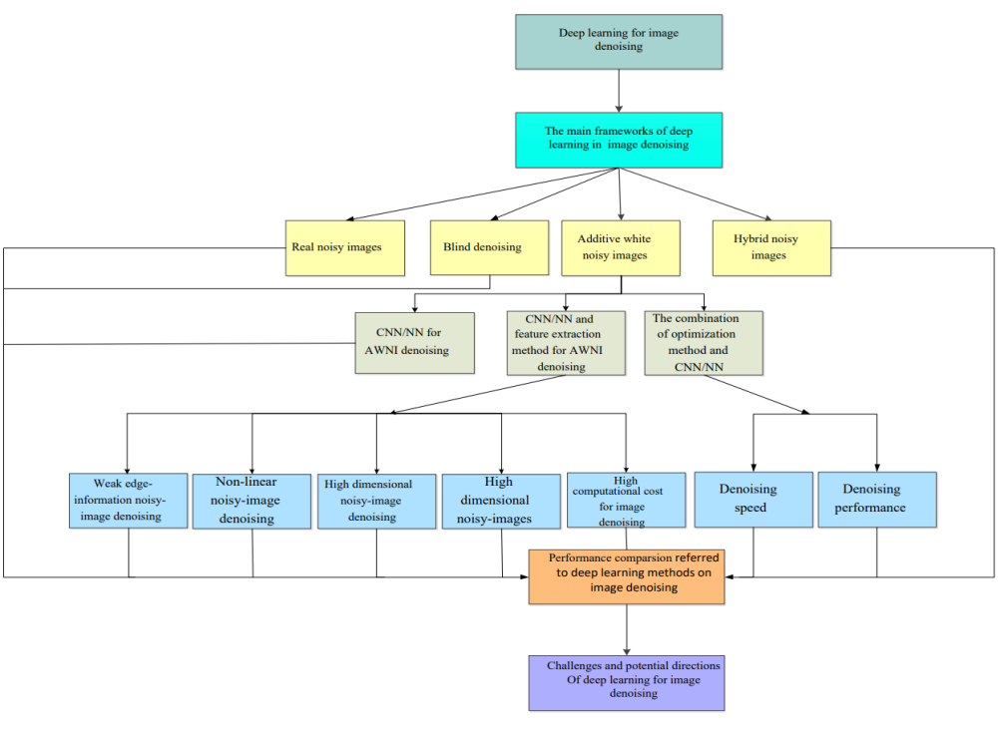 Deep learning for image
denoising
The main frameworks of deep
learning in image denoising
Real noisy images
Blind denoising
Additive white
noisy images
Hybrid noisy
images
CNN/NN for
AWNI denoising
CNN/NN and
feature extraction
method for AWNI
denoising
The combination
of optimization
method and
CNN/NN
Weak edge-
information noisy-
image denoising
Non-linear
noisy-image
denoising
High dimensional
noisy-image
denoising
High
dimensional
noisy-images
High
computational cost
for image
denoising
Denoising
speed
Denoising
performance
Performance comparsion referred
to deep learning methods on
image denoising
Challenges and potential directions
Of deep learning for image
denoising